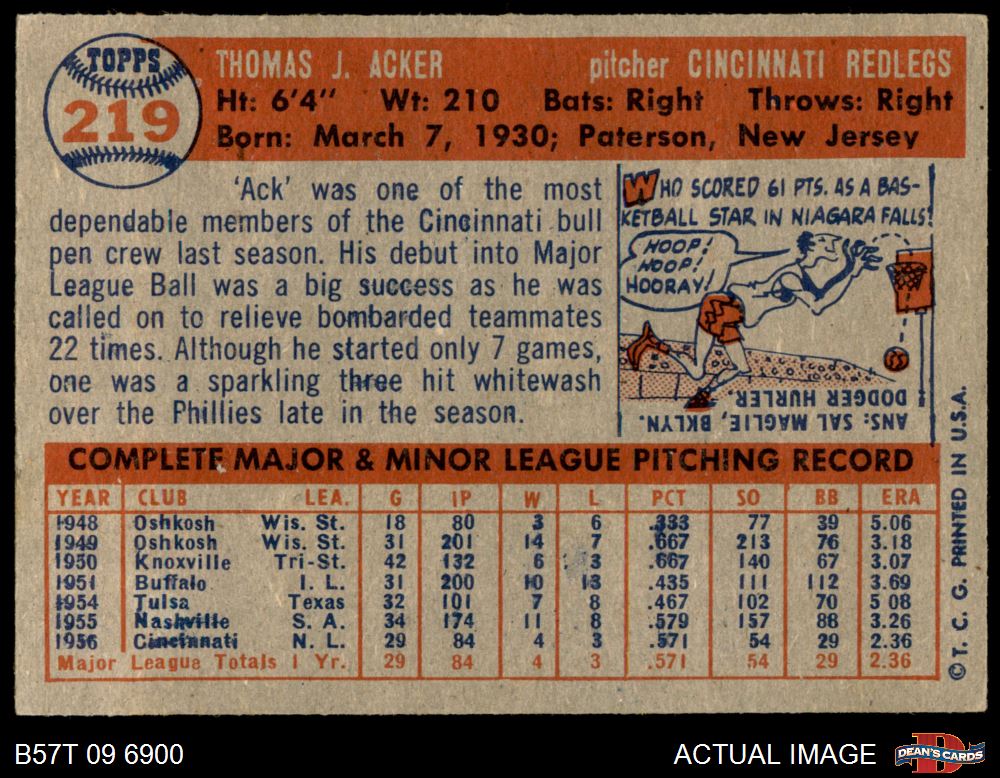 TOPPS
219
THOMAS J. ACKER pitcher CINCINNATI REDLEGS
Ht: 6'4" Wt: 210 Bats: Right Throws: Right
Born: March 7, 1930; Paterson, New Jersey
'Ack' was one of the most
dependable members of the Cincinnati bull
pen crew last season. His debut into Major
League Ball was a big success as he was
called on to relieve bombarded teammates
22 times. Although he started only 7 games,
one was a sparkling three hit whitewash
over the Phillies late in the season.
WHO SCORED 61 PTS. AS A BAS-
KETBALL STAR IN NIAGARA FALLS?
HOOP!
HOOP!
HOORAY!
ANS: SAL MAGLIE, BKLYN.
DODGER HURLER.
COMPLETE MAJOR & MINOR LEAGUE PITCHING RECORD
YEAR CLUB LEA. G IP W L PCT SO BB ERA
1948 Oshkosh Wis. St. 18 80 3 6 .333 77 39 5.06
1949 Oshkosh Wis. St. 31 201 14 7 .667 213 76 3.18
1950 Knoxville Tri-St. 42 132 6 3 .667 140 67 3.07
1951 Buffalo I. L. 31 200 10 13 .435 111 112 3.69
1954 Tulsa Texas 32 101 7 8 .467 102 70 5 08
1955 Nashville S. A. 34 174 11 8 .579 157 88 3.26
1956 Cincinnati N. L. 29 84 4 3 .571 54 29 2.36
Major League Totals 1 Yr. 29 84 4 3 .571 54 29 2.36
© T. C. G. PRINTED IN U.S.A.
B57T 09 6900
ACTUAL IMAGE
DEAN'S CARDS